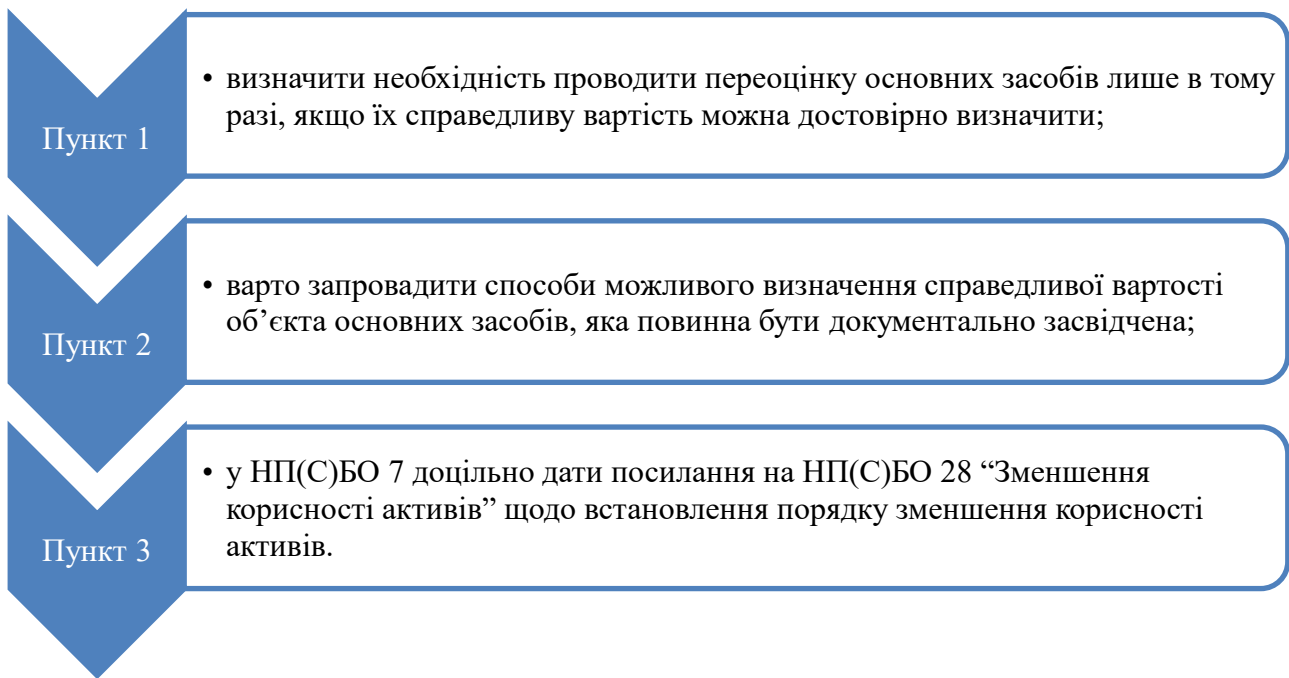 Пункт 1
• визначити необхідність проводити переоцінку основних засобів лише в тому
разі, якщо їх справедливу вартість можна достовірно визначити;
Пункт 2
• варто запровадити способи можливого визначення справедливої вартості
об’єкта основних засобів, яка повинна бути документально засвідчена;
Пункт 3
• у НП(С)БО 7 доцільно дати посилання на НП(С)БО 28 “Зменшення
корисності активів” щодо встановлення порядку зменшення корисності
активів.